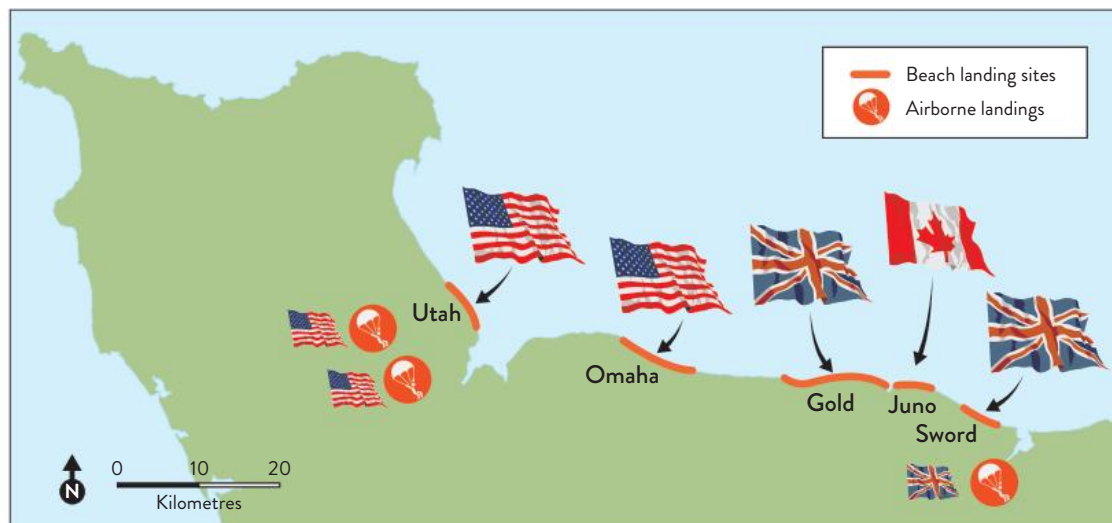 Beach landing sites
Airborne landings
Utah
Omaha
Gold
Juno
Sword
N
0 10 20
Kilometres